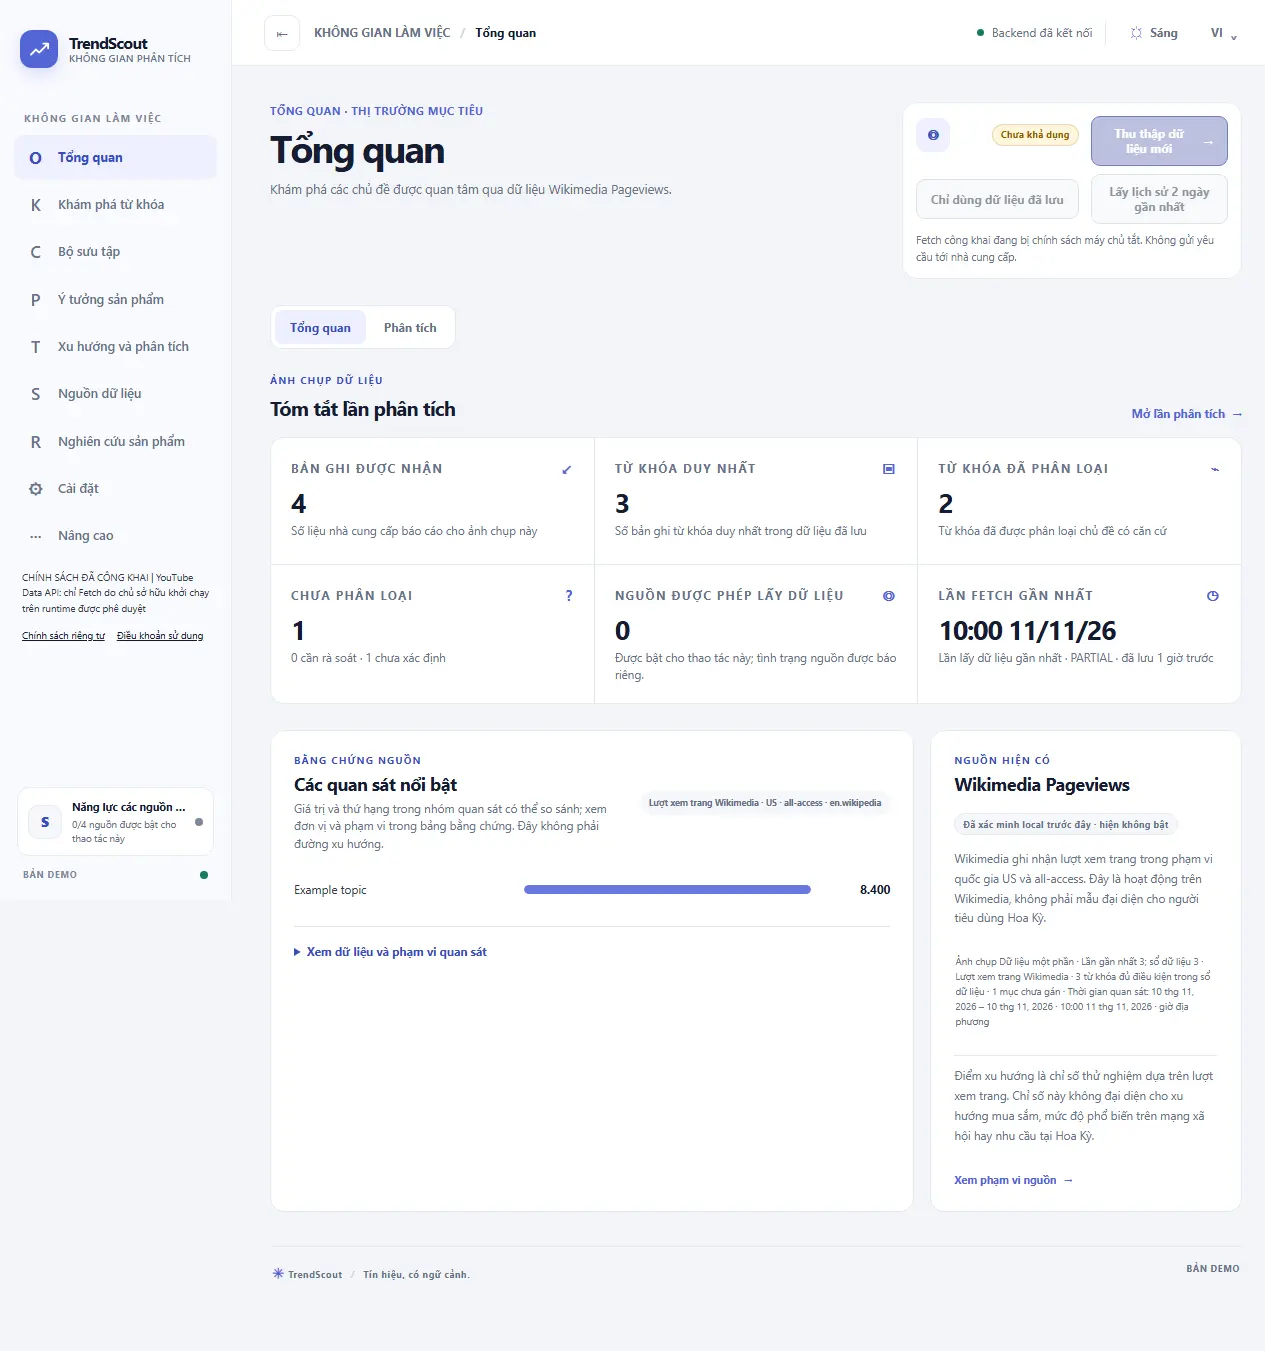 TrendScout
KHÔNG GIAN PHÂN TÍCH
KHÔNG GIAN LÀM VIỆC
O Tổng quan
K Khám phá từ khóa
C Bộ sưu tập
P Ý tưởng sản phẩm
T Xu hướng và phân tích
S Nguồn dữ liệu
R Nghiên cứu sản phẩm
Cài đặt
Nâng cao
CHÍNH SÁCH ĐÃ CÔNG KHAI | YouTube
Data API: chỉ Fetch do chủ sở hữu khởi chạy
trên runtime được phê duyệt
Chính sách riêng tư Điều khoản sử dụng
S
Năng lực các nguồn ...
0/4 nguồn được bật cho
thao tác này
BẢN DEMO
KHÔNG GIAN LÀM VIỆC / Tổng quan
Backend đã kết nối
Sáng
VI
TỔNG QUAN · THỊ TRƯỜNG MỤC TIÊU
Tổng quan
Khám phá các chủ đề được quan tâm qua dữ liệu Wikimedia Pageviews.
Chưa khả dụng
Thu thập dữ
liệu mới →
Chỉ dùng dữ liệu đã lưu
Lấy lịch sử 2 ngày
gần nhất
Fetch công khai đang bị chính sách máy chủ tắt. Không gửi yêu
cầu tới nhà cung cấp.
Tổng quan
Phân tích
ẢNH CHỤP DỮ LIỆU
Tóm tắt lần phân tích
Mở lần phân tích →
BẢN GHI ĐƯỢC NHẬN
4
Số liệu nhà cung cấp báo cáo cho ảnh chụp này
TỪ KHÓA DUY NHẤT
3
Số bản ghi từ khóa duy nhất trong dữ liệu đã lưu
TỪ KHÓA ĐÃ PHÂN LOẠI
2
Từ khóa đã được phân loại chủ đề có căn cứ
CHƯA PHÂN LOẠI ?
1
0 cần rà soát · 1 chưa xác định
NGUỒN ĐƯỢC PHÉP LẤY DỮ LIỆU
0
Được bật cho thao tác này; tình trạng nguồn được báo
riêng.
LẦN FETCH GẦN NHẤT
10:00 11/11/26
Lần lấy dữ liệu gần nhất · PARTIAL · đã lưu 1 giờ trước
BẰNG CHỨNG NGUỒN
Các quan sát nổi bật
Giá trị và thứ hạng trong nhóm quan sát có thể so sánh; xem
đơn vị và phạm vi trong bảng bằng chứng. Đây không phải
đường xu hướng.
Lượt xem trang Wikimedia · US · all-access · en.wikipedia
Example topic 8.400
Xem dữ liệu và phạm vi quan sát
NGUỒN HIỆN CÓ
Wikimedia Pageviews
Đã xác minh local trước đây · hiện không bật
Wikimedia ghi nhận lượt xem trang trong phạm vi
quốc gia US và all-access. Đây là hoạt động trên
Wikimedia, không phải mẫu đại diện cho người
tiêu dùng Hoa Kỳ.
Ảnh chụp Dữ liệu một phần · Lần gần nhất 3; số dữ liệu 3 ·
Lượt xem trang Wikimedia · 3 từ khóa đủ điều kiện trong sổ
dữ liệu · 1 mục chưa gán · Thời gian quan sát: 10 thg 11,
2026 – 10 thg 11, 2026 · 10:00 11 thg 11, 2026 · giờ địa
phương
Điểm xu hướng là chỉ số thử nghiệm dựa trên lượt
xem trang. Chỉ số này không đại diện cho xu
hướng mua sắm, mức độ phổ biến trên mạng xã
hội hay nhu cầu tại Hoa Kỳ.
Xem phạm vi nguồn →
TrendScout / Tín hiệu, có ngữ cảnh.
BẢN DEMO